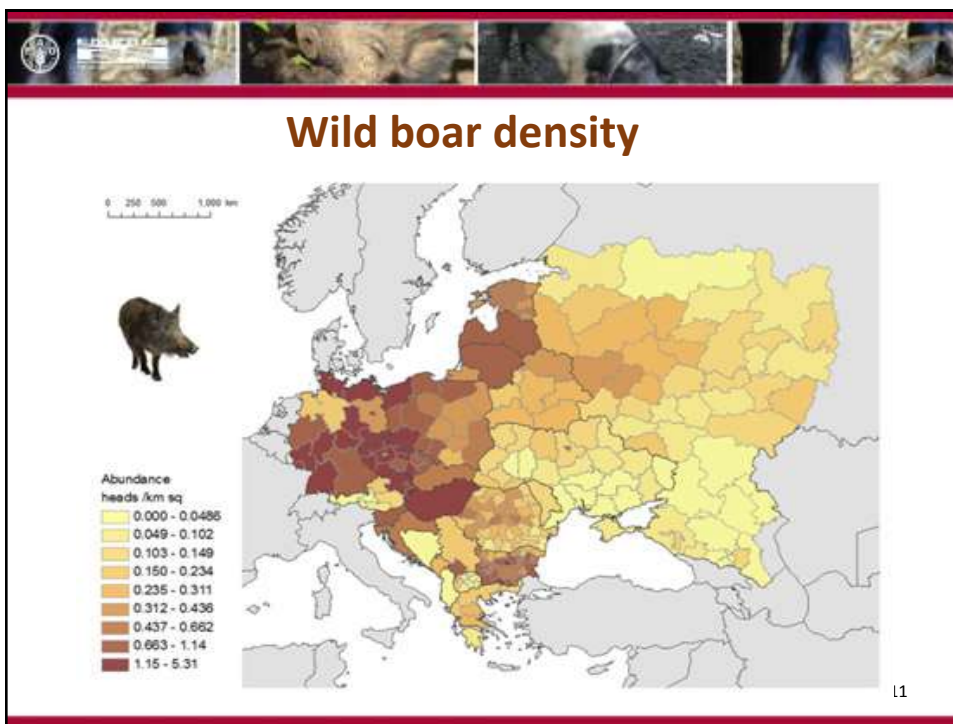 Wild boar density
0 250 500 1,000 km
Abundance
heads /km sq
0.000 - 0.0486
0.049 - 0.102
0.103 - 0.149
0.150 - 0.234
0.235 - 0.311
0.312 - 0.436
0.437 - 0.662
0.663 - 1.14
1.15 - 5.31
11